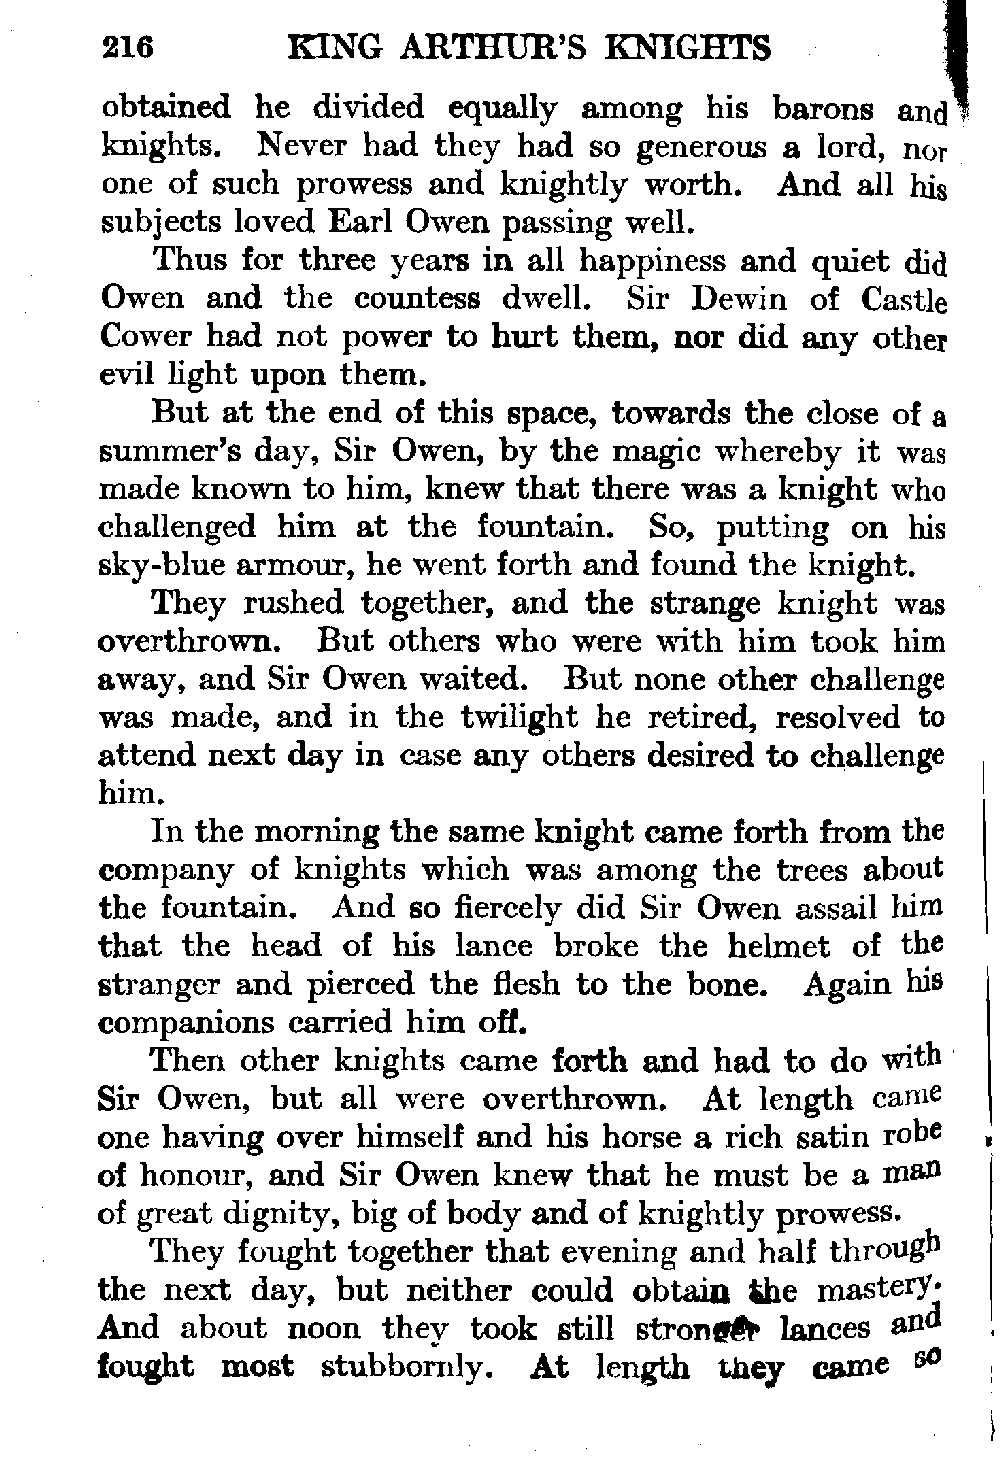 216 KING ARTHUR'S KNIGHTS
obtained he divided equally among his barons and
knights. Never had they had so generous a lord, nor
one of such prowess and knightly worth. And all his
subjects loved Earl Owen passing well.
Thus for three years in all happiness and quiet did
Owen and the countess dwell. Sir Dewin of Castle
Cower had not power to hurt them, nor did any other
evil light upon them.
But at the end of this space, towards the close of a
summer's day, Sir Owen, by the magic whereby it was
made known to him, knew that there was a knight who
challenged him at the fountain. So, putting on his
sky-blue armour, he went forth and found the knight.
They rushed together, and the strange knight was
overthrown. But others who were with him took him
away, and Sir Owen waited. But none other challenge
was made, and in the twilight he retired, resolved to
attend next day in case any others desired to challenge
him.
In the morning the same knight came forth from the
company of knights which was among the trees about
the fountain. And so fiercely did Sir Owen assail him
that the head of his lance broke the helmet of the
stranger and pierced the flesh to the bone. Again his
companions carried him off.
Then other knights came forth and had to do with
Sir Owen, but all were overthrown. At length came
one having over himself and his horse a rich satin robe
of honour, and Sir Owen knew that he must be a man
of great dignity, big of body and of knightly prowess.
They fought together that evening and half through
the next day, but neither could obtain the mastery.
And about noon they took still stronger lances and
fought most stubbornly. At length they came so